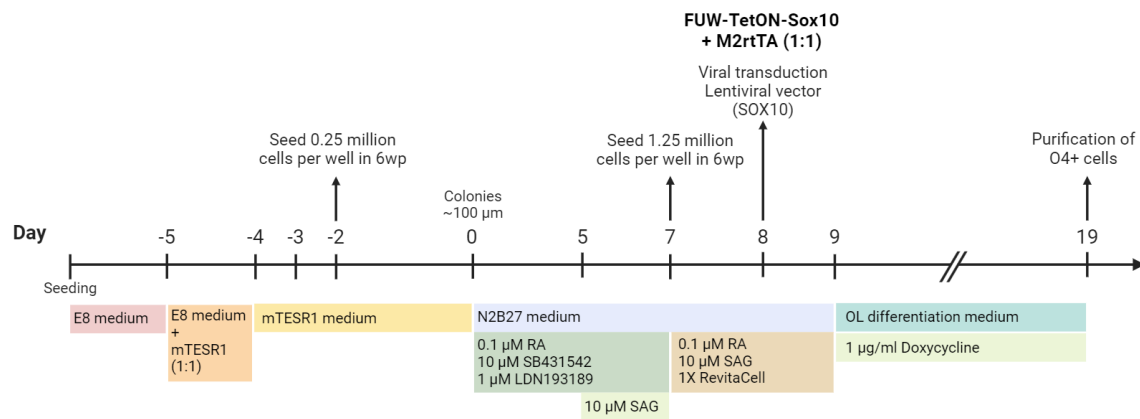 FUW-TetON-Sox10
+ M2rtTA (1:1)
Viral transduction
Lentiviral vector
(SOX10)
Seed 0.25 million
cells per well in 6wp
Seed 1.25 million
cells per well in 6wp
Purification of
O4+ cells
Colonies
~100 µm
Day
-5
-4
-3
-2
0
5
7
8
9
19
Seeding
E8 medium
E8 medium
+
mTESR1
(1:1)
mTESR1 medium
N2B27 medium
OL differentiation medium
0.1 µM RA
10 µM SB431542
1 µM LDN193189
0.1 µM RA
10 µM SAG
1X RevitaCell
1 µg/ml Doxycycline
10 µM SAG